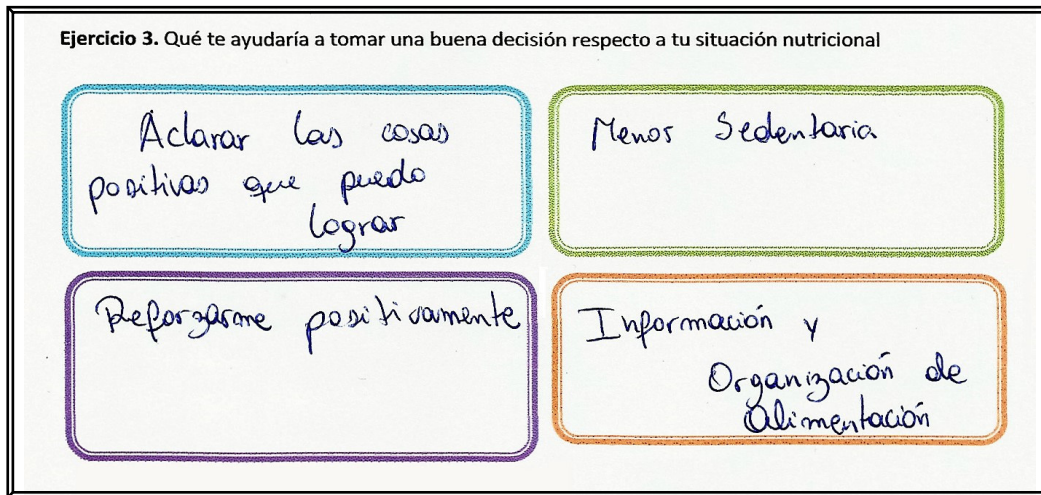 Ejercicio 3. Qué te ayudaría a tomar una buena decisión respecto a tu situación nutricional
Aclarar las cosas
positivas que puedo
lograr
Menos Sedentaria
Reforzarme positivamente
Información y
Organización de
alimentación